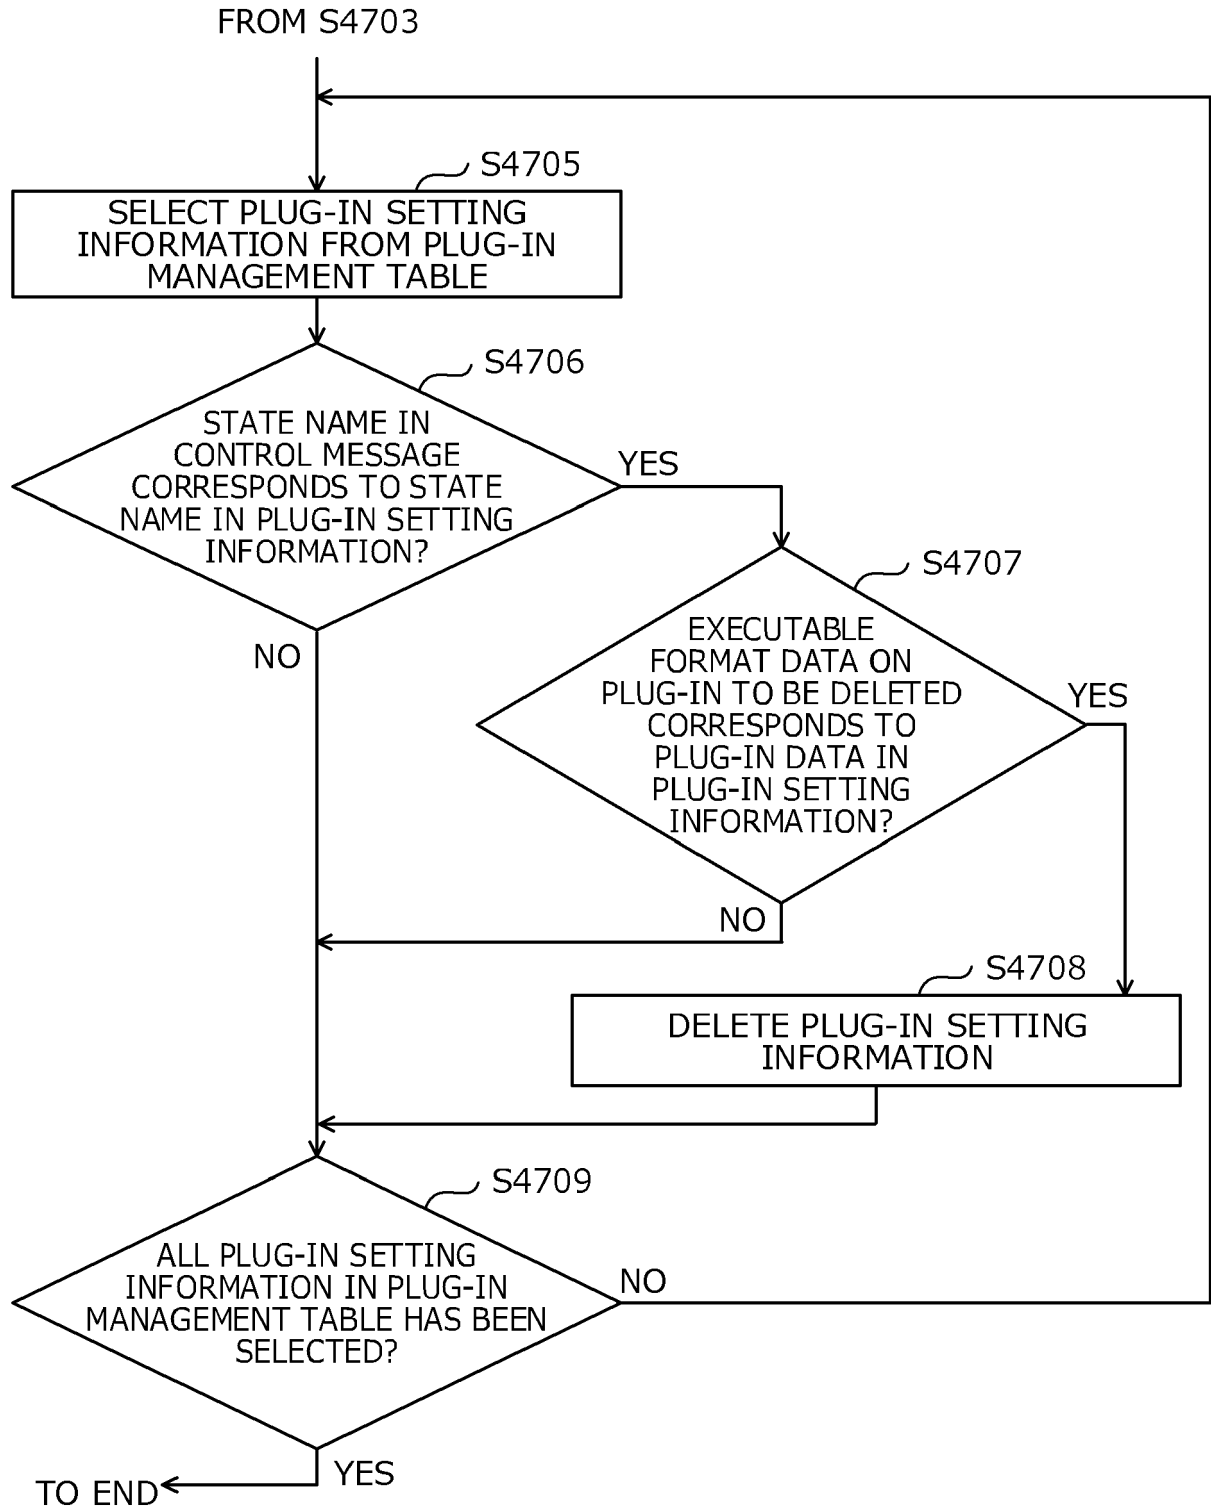 FROM S4703
S4705
SELECT PLUG-IN SETTING
INFORMATION FROM PLUG-IN
MANAGEMENT TABLE
S4706
STATE NAME IN
CONTROL MESSAGE
CORRESPONDS TO STATE
NAME IN PLUG-IN SETTING
INFORMATION?
YES
NO
S4707
EXECUTABLE
FORMAT DATA ON
PLUG-IN TO BE DELETED
CORRESPONDS TO
PLUG-IN DATA IN
PLUG-IN SETTING
INFORMATION?
YES
NO
S4708
DELETE PLUG-IN SETTING
INFORMATION
S4709
ALL PLUG-IN SETTING
INFORMATION IN PLUG-IN
MANAGEMENT TABLE HAS BEEN
SELECTED?
NO
YES
TO END